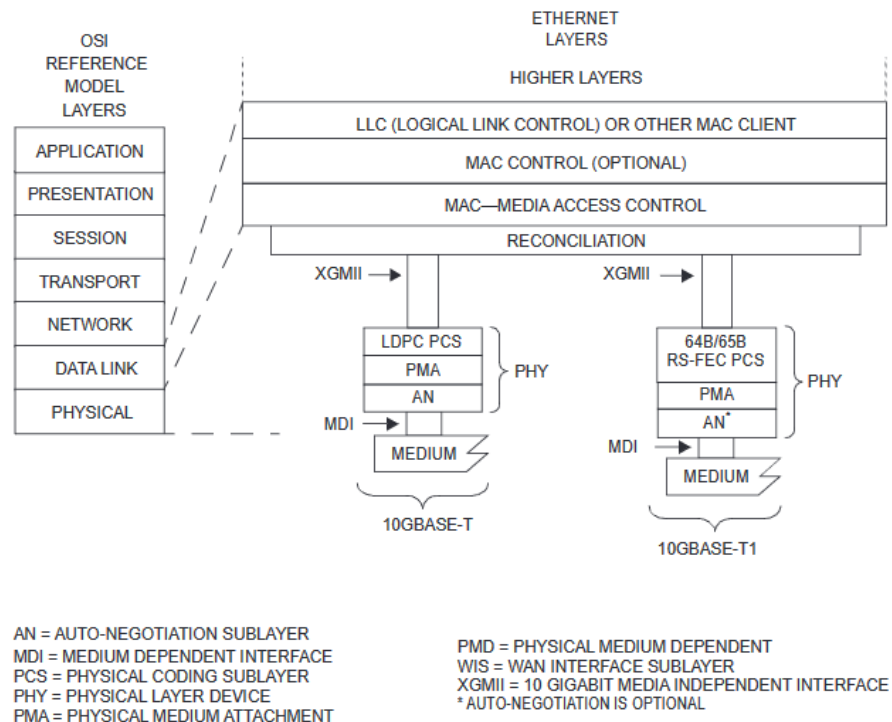 OSI
REFERENCE
MODEL
LAYERS
APPLICATION
PRESENTATION
SESSION
TRANSPORT
NETWORK
DATA LINK
PHYSICAL
ETHERNET
LAYERS
HIGHER LAYERS
LLC (LOGICAL LINK CONTROL) OR OTHER MAC CLIENT
MAC CONTROL (OPTIONAL)
MAC—MEDIA ACCESS CONTROL
RECONCILIATION
XGMII
LDPC PCS
PMA
AN
PHY
MDI
MEDIUM
10GBASE-T
XGMII
64B/65B
RS-FEC PCS
PMA
AN*
PHY
MDI
MEDIUM
10GBASE-T1
AN = AUTO-NEGOTIATION SUBLAYER
MDI = MEDIUM DEPENDENT INTERFACE
PCS = PHYSICAL CODING SUBLAYER
PHY = PHYSICAL LAYER DEVICE
PMA = PHYSICAL MEDIUM ATTACHMENT
PMD = PHYSICAL MEDIUM DEPENDENT
WIS = WAN INTERFACE SUBLAYER
XGMII = 10 GIGABIT MEDIA INDEPENDENT INTERFACE
* AUTO-NEGOTIATION IS OPTIONAL